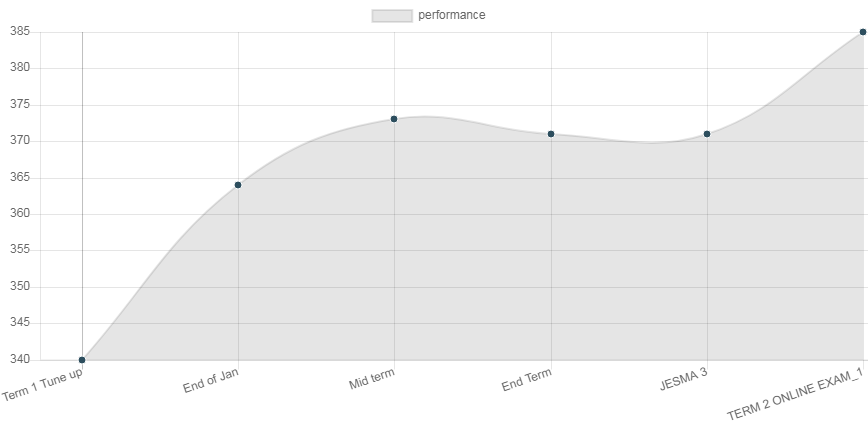 performance
385
380
375
370
365
360
355
350
345
340
Term 1 Tune up
End of Jan
Mid term
End Term
JESMA 3
TERM 2 ONLINE EXAM_1